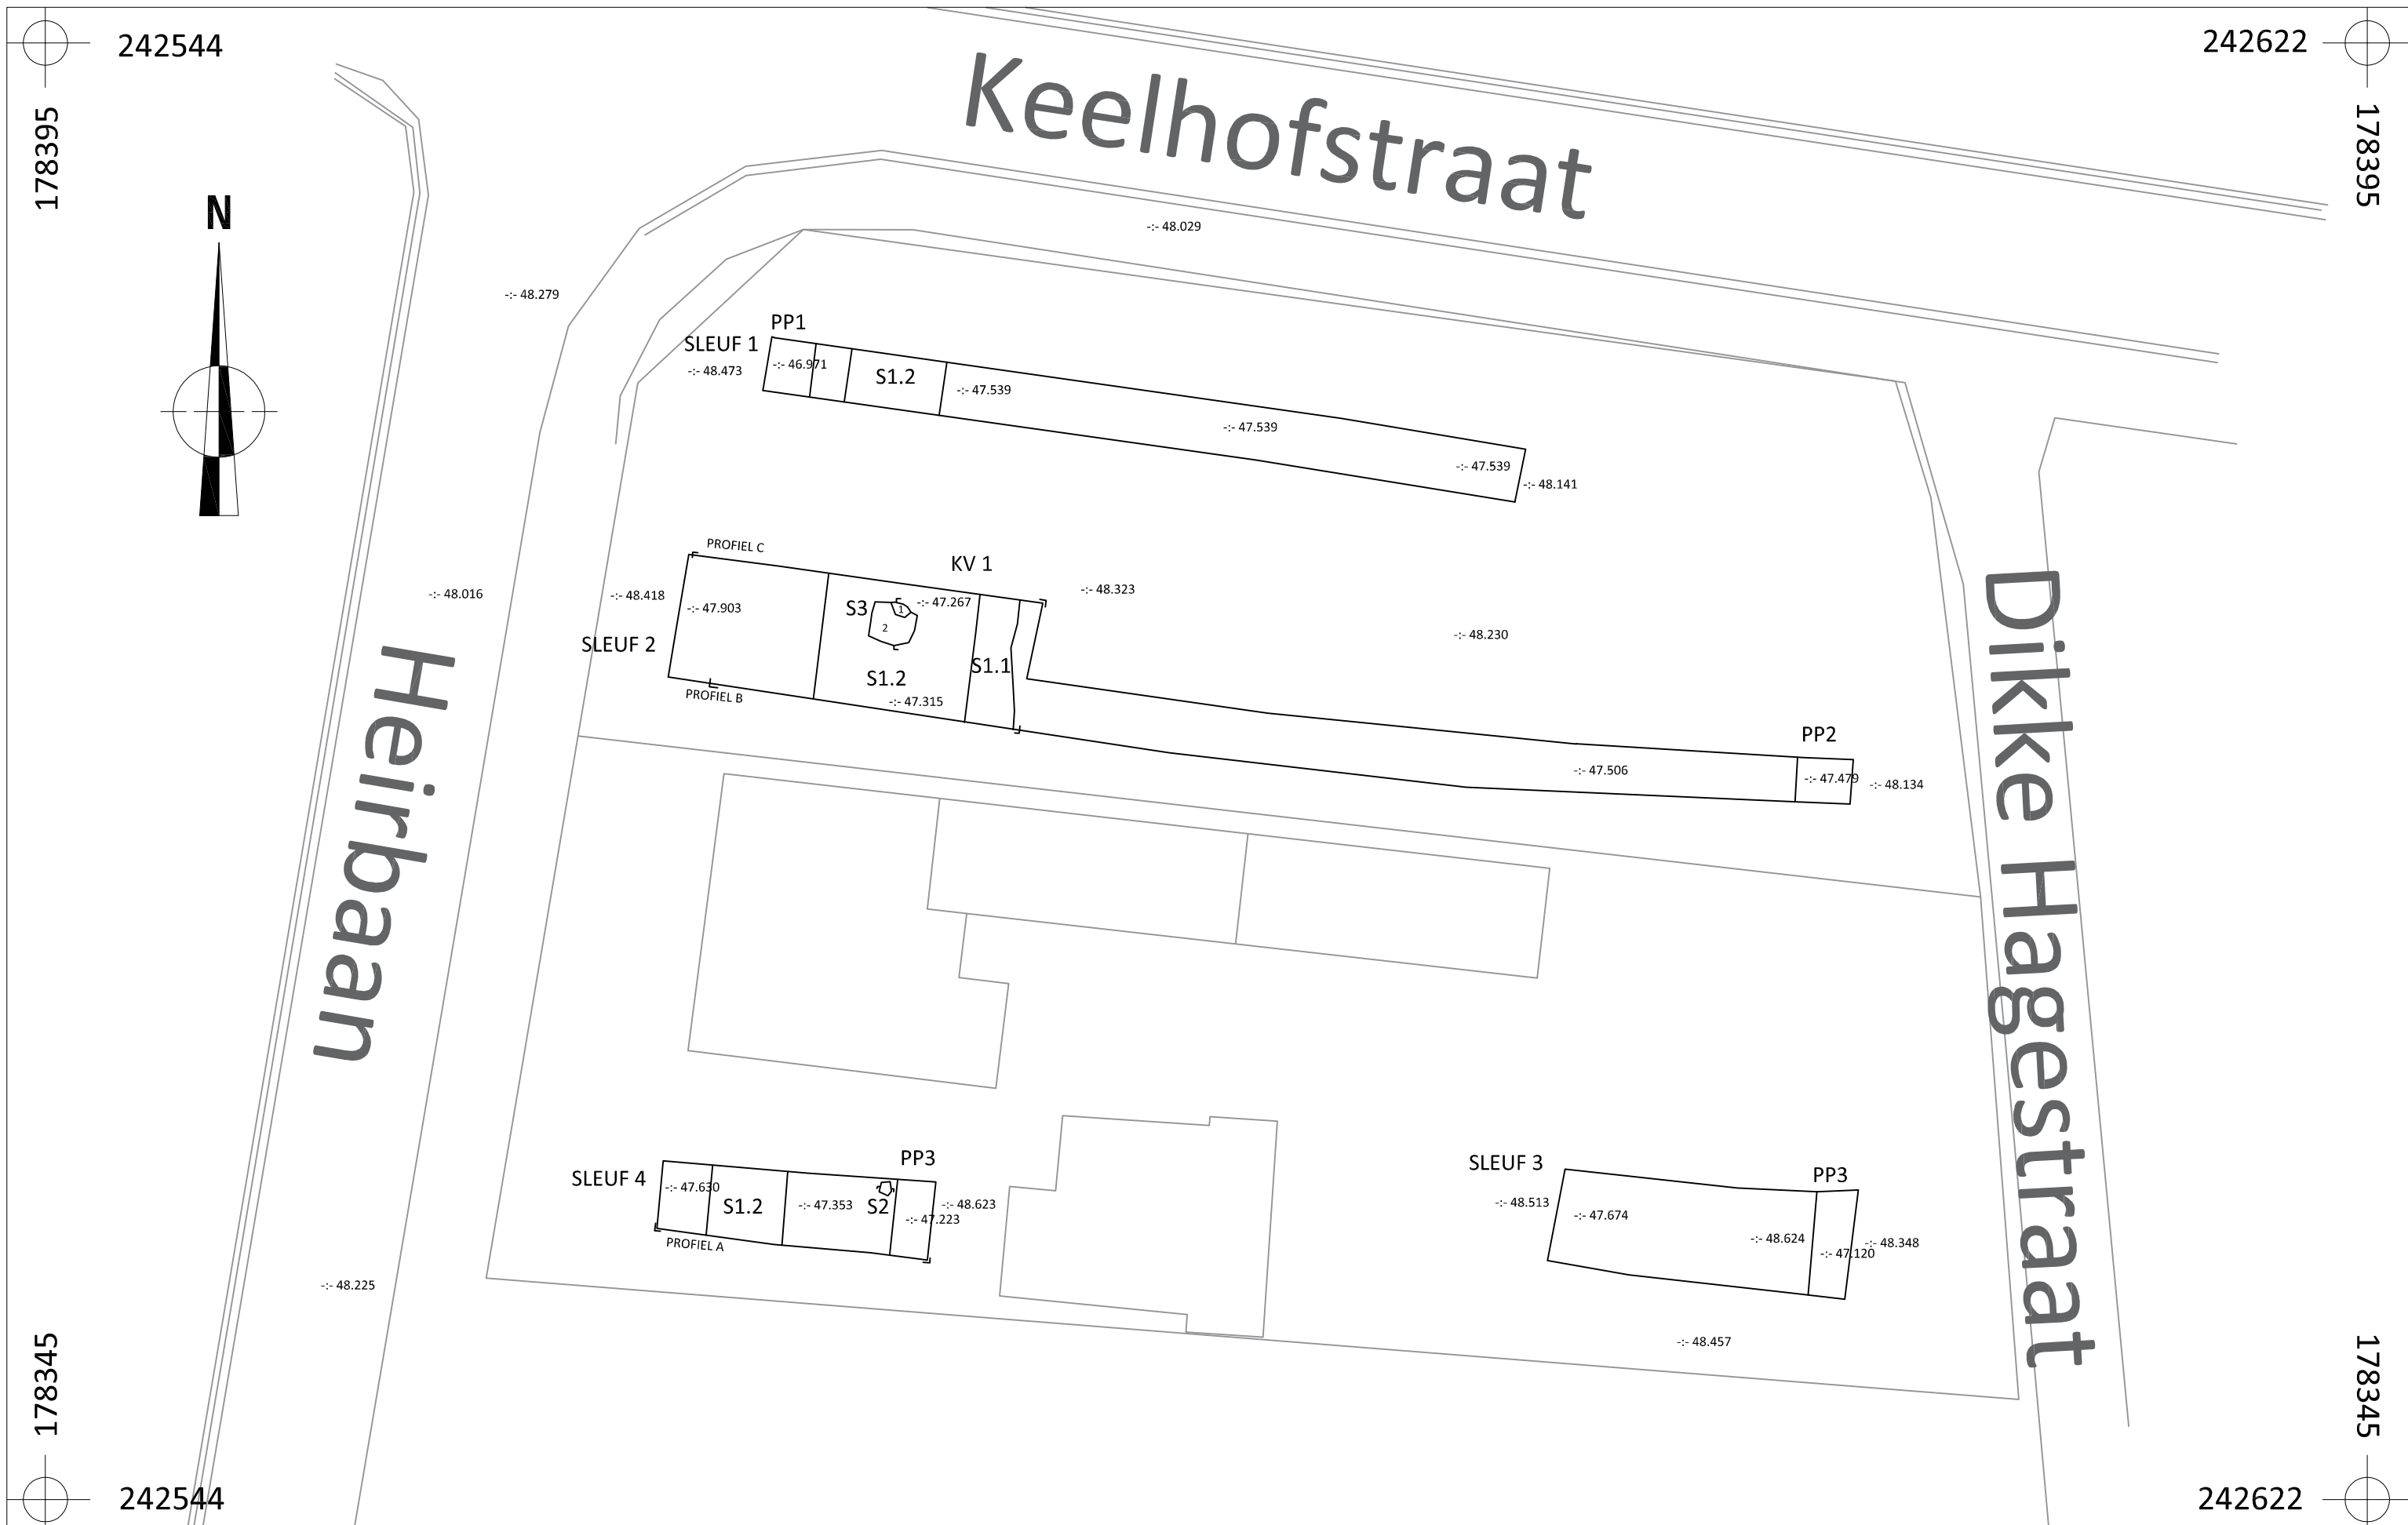 242544
242622
178395
178395
N
Keelhofstraat
-:- 48.029
-:- 48.279
PP1
SLEUF 1
-:- 48.473
-:- 46.971
S1.2
-:- 47.539
-:- 47.539
-:- 47.539
-:- 48.141
PROFIEL C
KV 1
-:- 48.016
-:- 48.418
-:- 47.903
S3
1
2
-:- 47.267
-:- 48.323
SLEUF 2
-:- 48.230
S1.1
S1.2
PROFIEL B
-:- 47.315
PP2
-:- 47.506
-:- 47.479
-:- 48.134
Heirbaan
Dikke Hagestraat
PP3
SLEUF 4
-:- 47.630
S1.2
-:- 47.353
S2
-:- 48.623
-:- 47.223
PROFIEL A
SLEUF 3
PP3
-:- 48.513
-:- 47.674
-:- 48.624
-:- 47.120
-:- 48.348
-:- 48.225
-:- 48.457
178345
178345
242544
242622